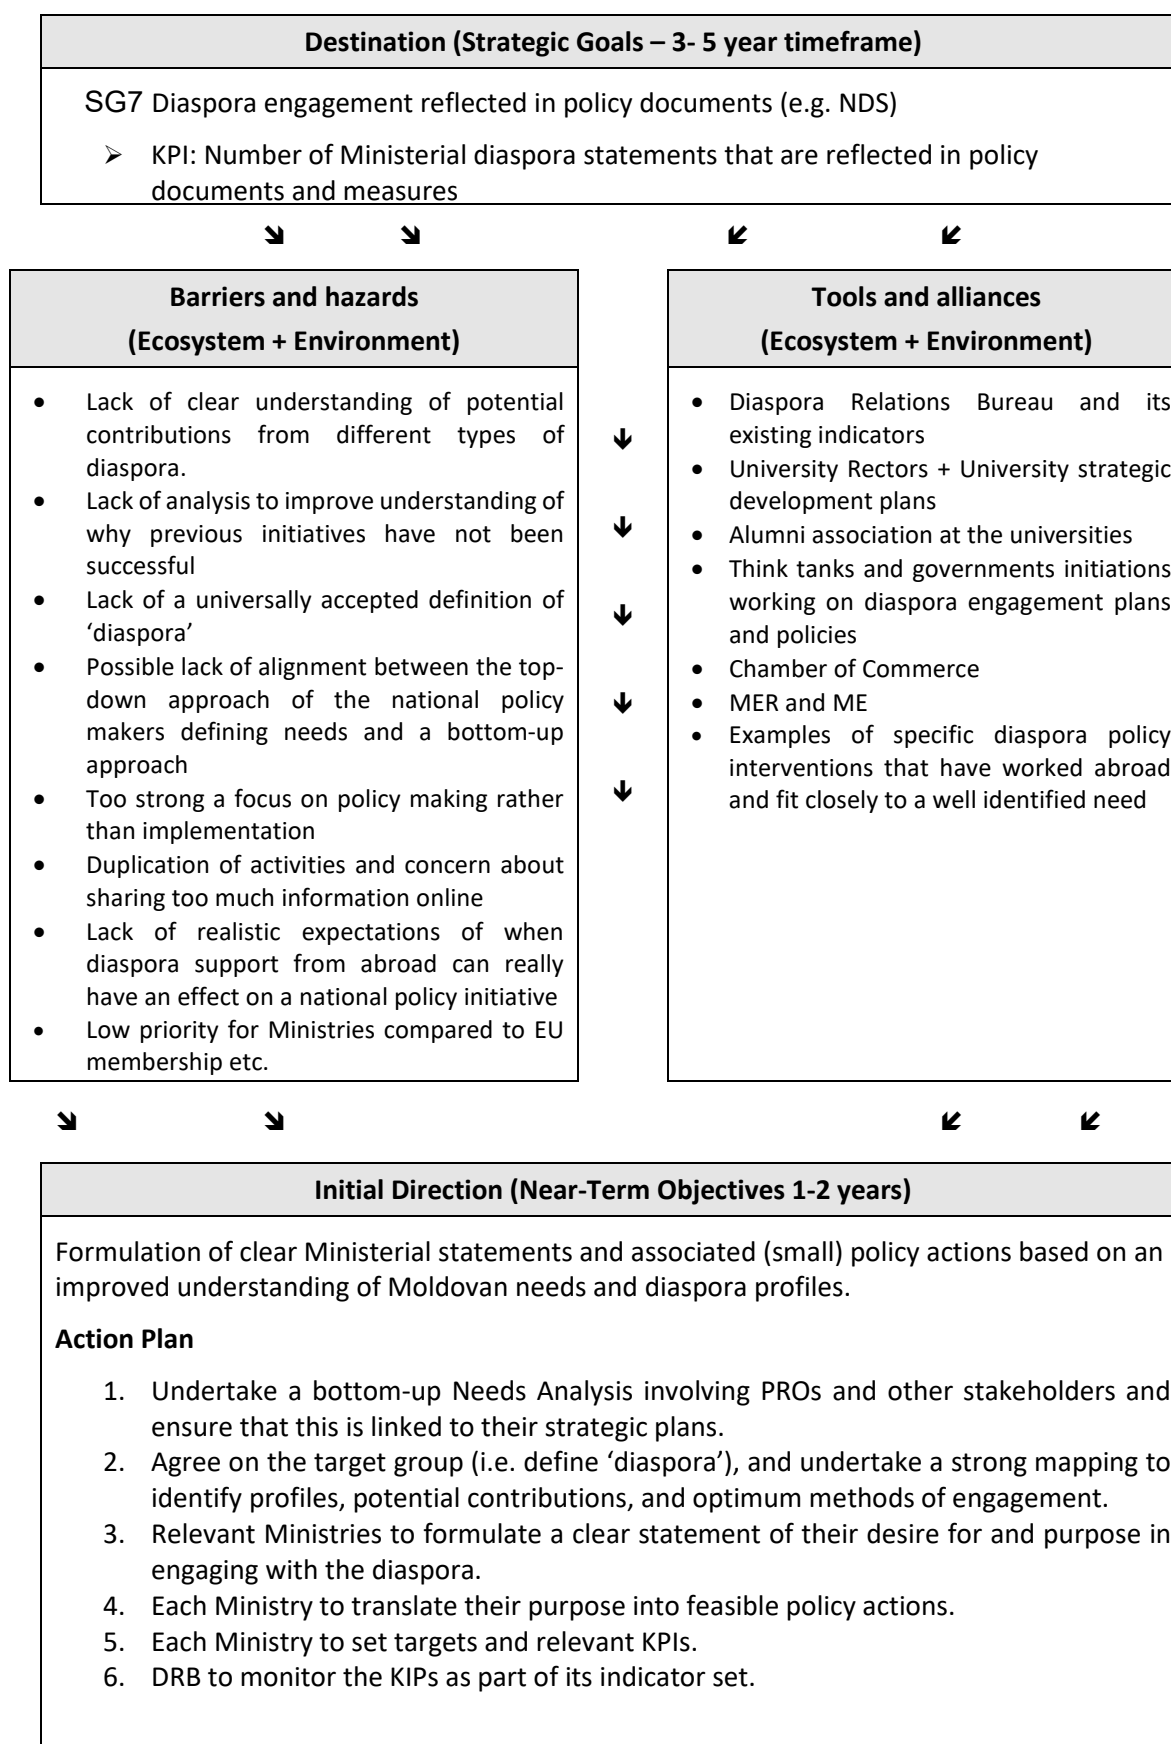 Destination (Strategic Goals – 3- 5 year timeframe)
SG7 Diaspora engagement reflected in policy documents (e.g. NDS)
➢ KPI: Number of Ministerial diaspora statements that are reflected in policy
documents and measures
Barriers and hazards
(Ecosystem + Environment)
• Lack of clear understanding of potential
contributions from different types of
diaspora.
• Lack of analysis to improve understanding of
why previous initiatives have not been
successful
• Lack of a universally accepted definition of
‘diaspora’
• Possible lack of alignment between the top-
down approach of the national policy
makers defining needs and a bottom-up
approach
• Too strong a focus on policy making rather
than implementation
• Duplication of activities and concern about
sharing too much information online
• Lack of realistic expectations of when
diaspora support from abroad can really
have an effect on a national policy initiative
• Low priority for Ministries compared to EU
membership etc.
Tools and alliances
(Ecosystem + Environment)
• Diaspora Relations Bureau and its
existing indicators
• University Rectors + University strategic
development plans
• Alumni association at the universities
• Think tanks and governments initiations
working on diaspora engagement plans
and policies
• Chamber of Commerce
• MER and ME
• Examples of specific diaspora policy
interventions that have worked abroad
and fit closely to a well identified need
Initial Direction (Near-Term Objectives 1-2 years)
Formulation of clear Ministerial statements and associated (small) policy actions based on an
improved understanding of Moldovan needs and diaspora profiles.
Action Plan
1. Undertake a bottom-up Needs Analysis involving PROs and other stakeholders and
ensure that this is linked to their strategic plans.
2. Agree on the target group (i.e. define ‘diaspora’), and undertake a strong mapping to
identify profiles, potential contributions, and optimum methods of engagement.
3. Relevant Ministries to formulate a clear statement of their desire for and purpose in
engaging with the diaspora.
4. Each Ministry to translate their purpose into feasible policy actions.
5. Each Ministry to set targets and relevant KPIs.
6. DRB to monitor the KIPs as part of its indicator set.